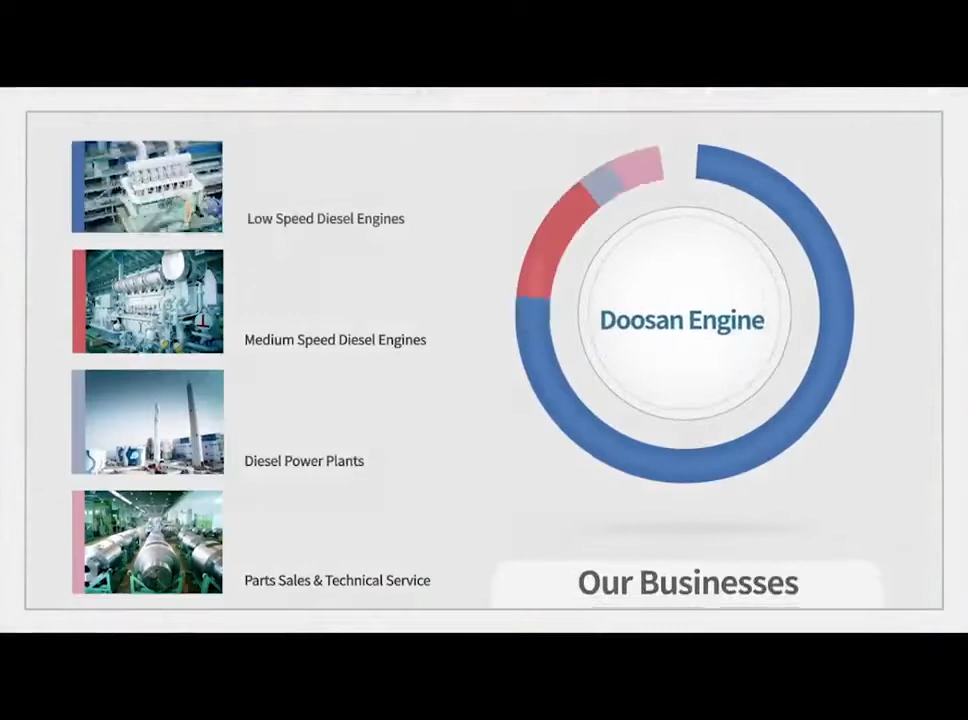 Low Speed Diesel Engines
Medium Speed Diesel Engines
Diesel Power Plants
Parts Sales & Technical Service
Doosan Engine
Our Businesses